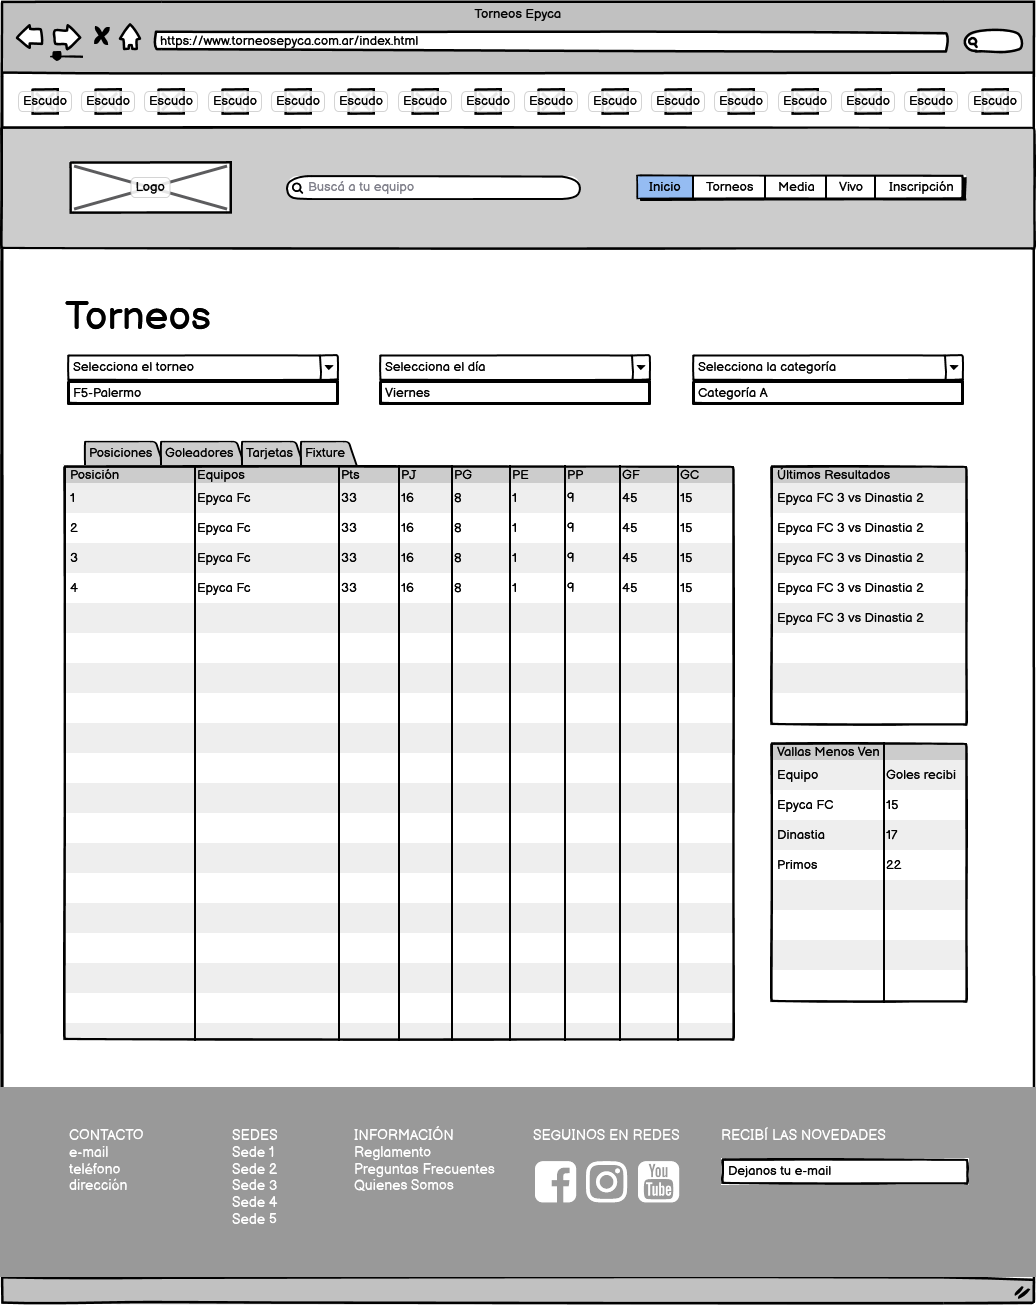 Torneos Epyca
https://www.torneosepyca.com.ar/index.html
Escudo Escudo Escudo Escudo Escudo Escudo Escudo Escudo Escudo Escudo Escudo Escudo Escudo Escudo Escudo Escudo
Logo Buscá a tu equipo Inicio Torneos Media Vivo Inscripción
Torneos
Selecciona el torneo Selecciona el día Selecciona la categoría
F5-Palermo Viernes Categoría A
Posiciones Goleadores Tarjetas Fixture
Posición Equipos Pts PJ PG PE PP GF GC
1 Epyca Fc 33 16 8 1 9 45 15
2 Epyca Fc 33 16 8 1 9 45 15
3 Epyca Fc 33 16 8 1 9 45 15
4 Epyca Fc 33 16 8 1 9 45 15
Últimos Resultados
Epyca FC 3 vs Dinastia 2
Epyca FC 3 vs Dinastia 2
Epyca FC 3 vs Dinastia 2
Epyca FC 3 vs Dinastia 2
Epyca FC 3 vs Dinastia 2
Vallas Menos Ven
Equipo Goles recibi
Epyca FC 15
Dinastia 17
Primos 22
CONTACTO
e-mail
teléfono
dirección
SEDES
Sede 1
Sede 2
Sede 3
Sede 4
Sede 5
INFORMACIÓN
Reglamento
Preguntas Frecuentes
Quienes Somos
SEGUINOS EN REDES
You
Tube
RECIBÍ LAS NOVEDADES
Dejanos tu e-mail